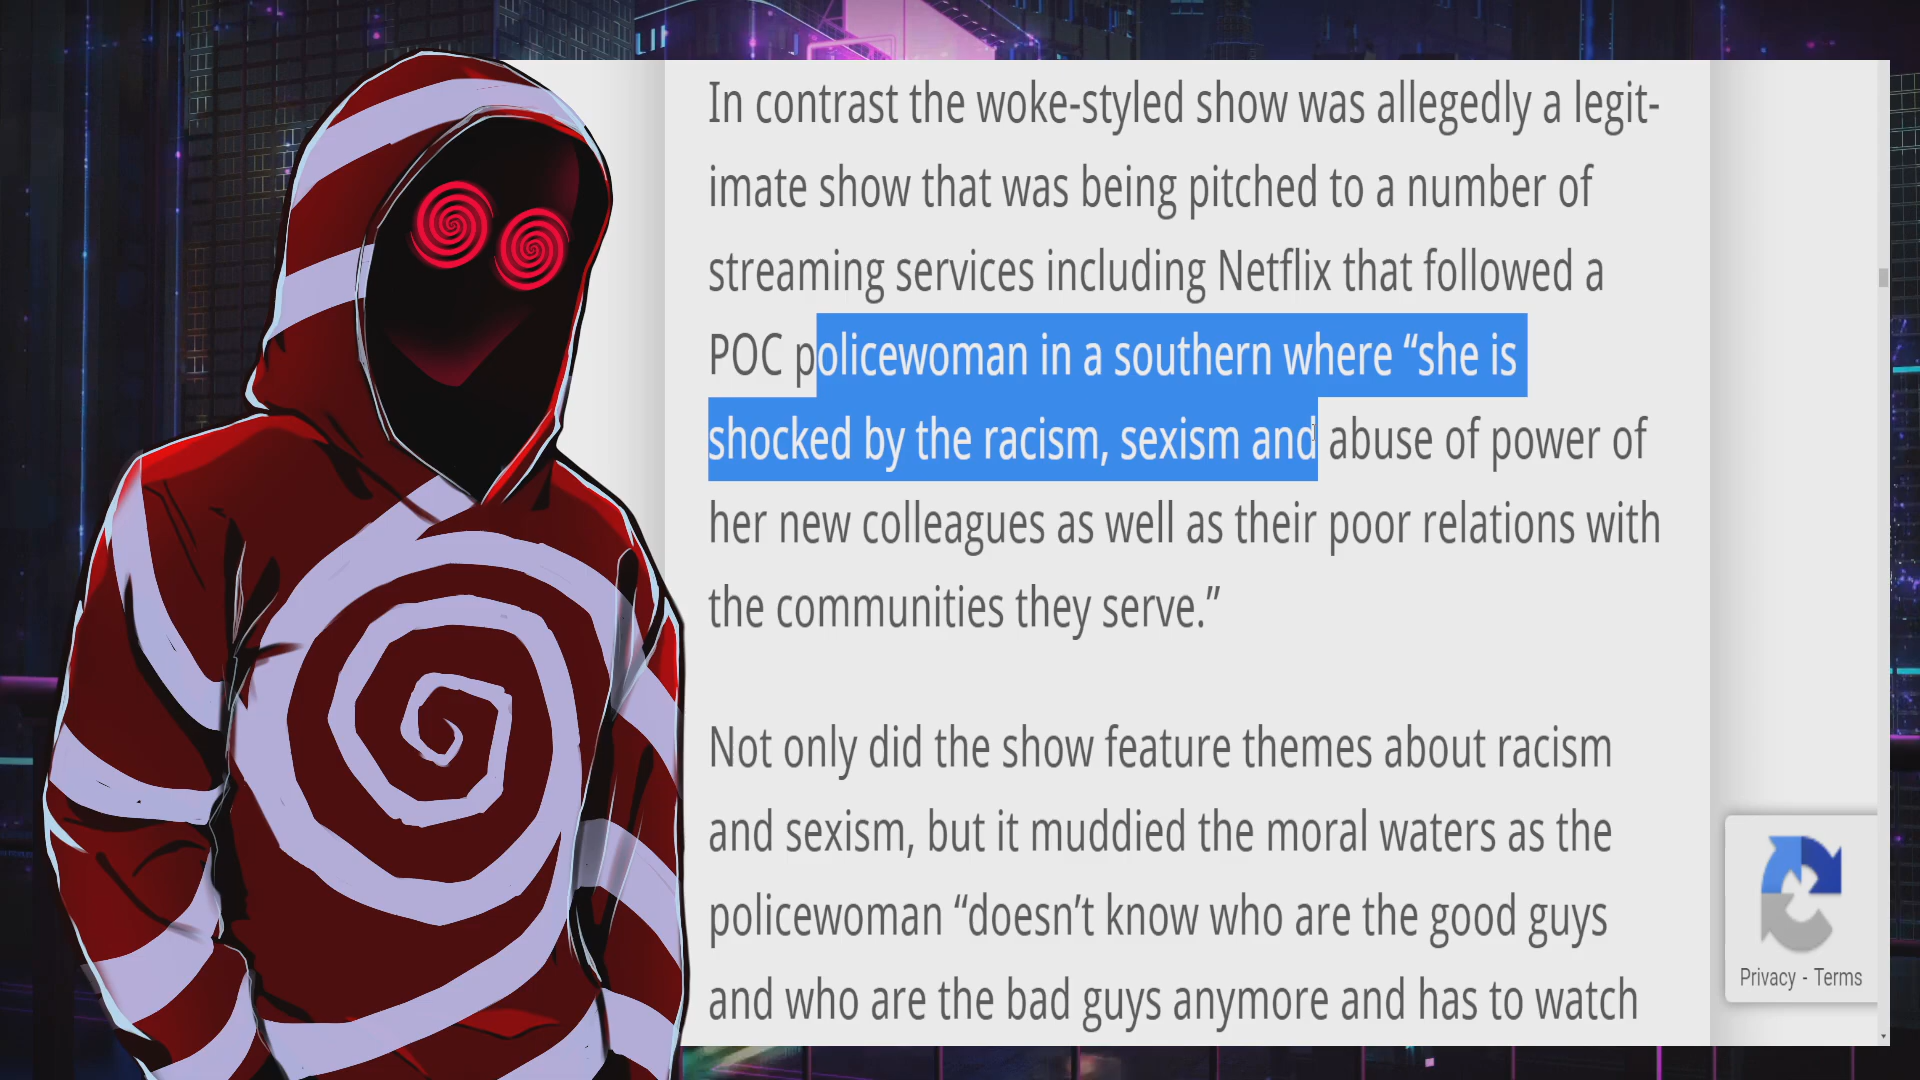 In contrast the woke-styled show was allegedly a legit-
imate show that was being pitched to a number of
streaming services including Netflix that followed a
POC policewoman in a southern where “she is
shocked by the racism, sexism and abuse of power of
her new colleagues as well as their poor relations with
the communities they serve.”
Not only did the show feature themes about racism
and sexism, but it muddied the moral waters as the
policewoman “doesn’t know who are the good guys
and who are the bad guys anymore and has to watch
Privacy - Terms